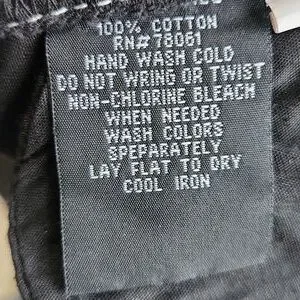 100% COTTON
RN#78061
HAND WASH COLD
DO NOT WRING OR TWIST
NON-CHLORINE BLEACH
WHEN NEEDED
WASH COLORS
SPEPARATELY
LAY FLAT TO DRY
COOL IRON